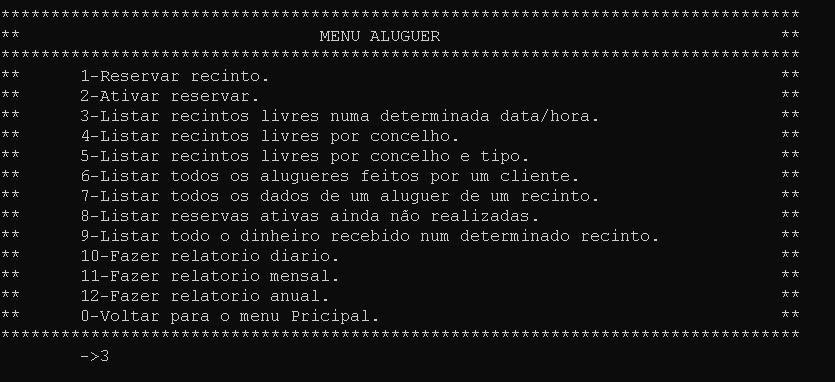 ********************************************************************************
** MENU ALUGUER **
********************************************************************************
** 1-Reservar recinto. **
** 2-Ativar reservar. **
** 3-Listar recintos livres numa determinada data/hora. **
** 4-Listar recintos livres por concelho. **
** 5-Listar recintos livres por concelho e tipo. **
** 6-Listar todos os alugueres feitos por um cliente. **
** 7-Listar todos os dados de um aluguer de um recinto. **
** 8-Listar reservas ativas ainda não realizadas. **
** 9-Listar todo o dinheiro recebido num determinado recinto. **
** 10-Fazer relatorio diario. **
** 11-Fazer relatorio mensal. **
** 12-Fazer relatorio anual. **
** 0-Voltar para o menu Pricipal. **
********************************************************************************
->3